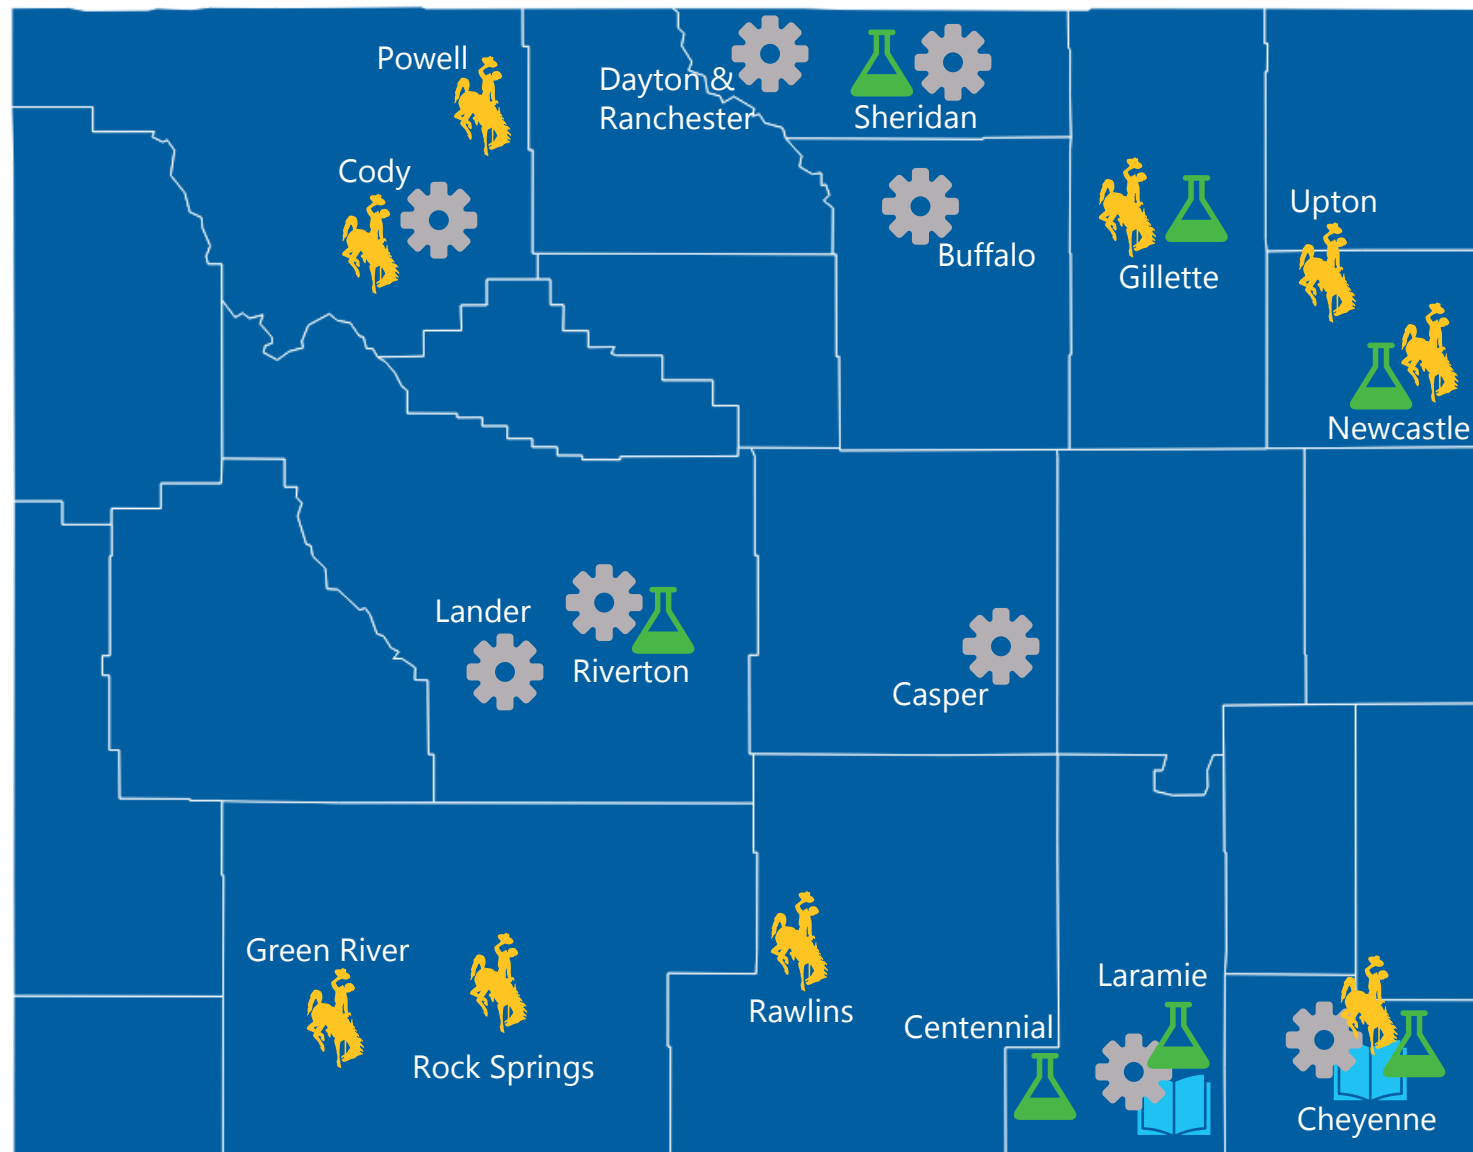 Powell
Dayton &
Ranchester
Sheridan
Cody
Upton
Buffalo
Gillette
Newcastle
Lander
Riverton
Casper
Green River
Rock Springs
Rawlins
Laramie
Centennial
Cheyenne